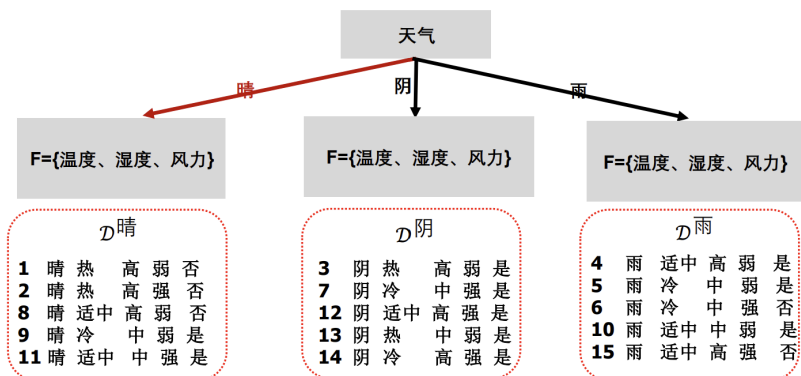 天气
晴
阴
雨
F={温度、湿度、风力}
F={温度、湿度、风力}
F={温度、湿度、风力}
𝒟晴
1 晴 热 高 弱 否
2 晴 热 高 强 否
8 晴 适中 高 弱 否
9 晴 冷 中 弱 是
11 晴 适中 中 强 是
𝒟阴
3 阴 热 高 弱 是
7 阴 冷 中 强 是
12 阴 适中 高 强 是
13 阴 热 中 弱 是
14 阴 冷 高 强 是
𝒟雨
4 雨 适中 高 弱 是
5 雨 冷 中 弱 是
6 雨 冷 中 强 否
10 雨 适中 中 弱 是
15 雨 适中 高 强 否